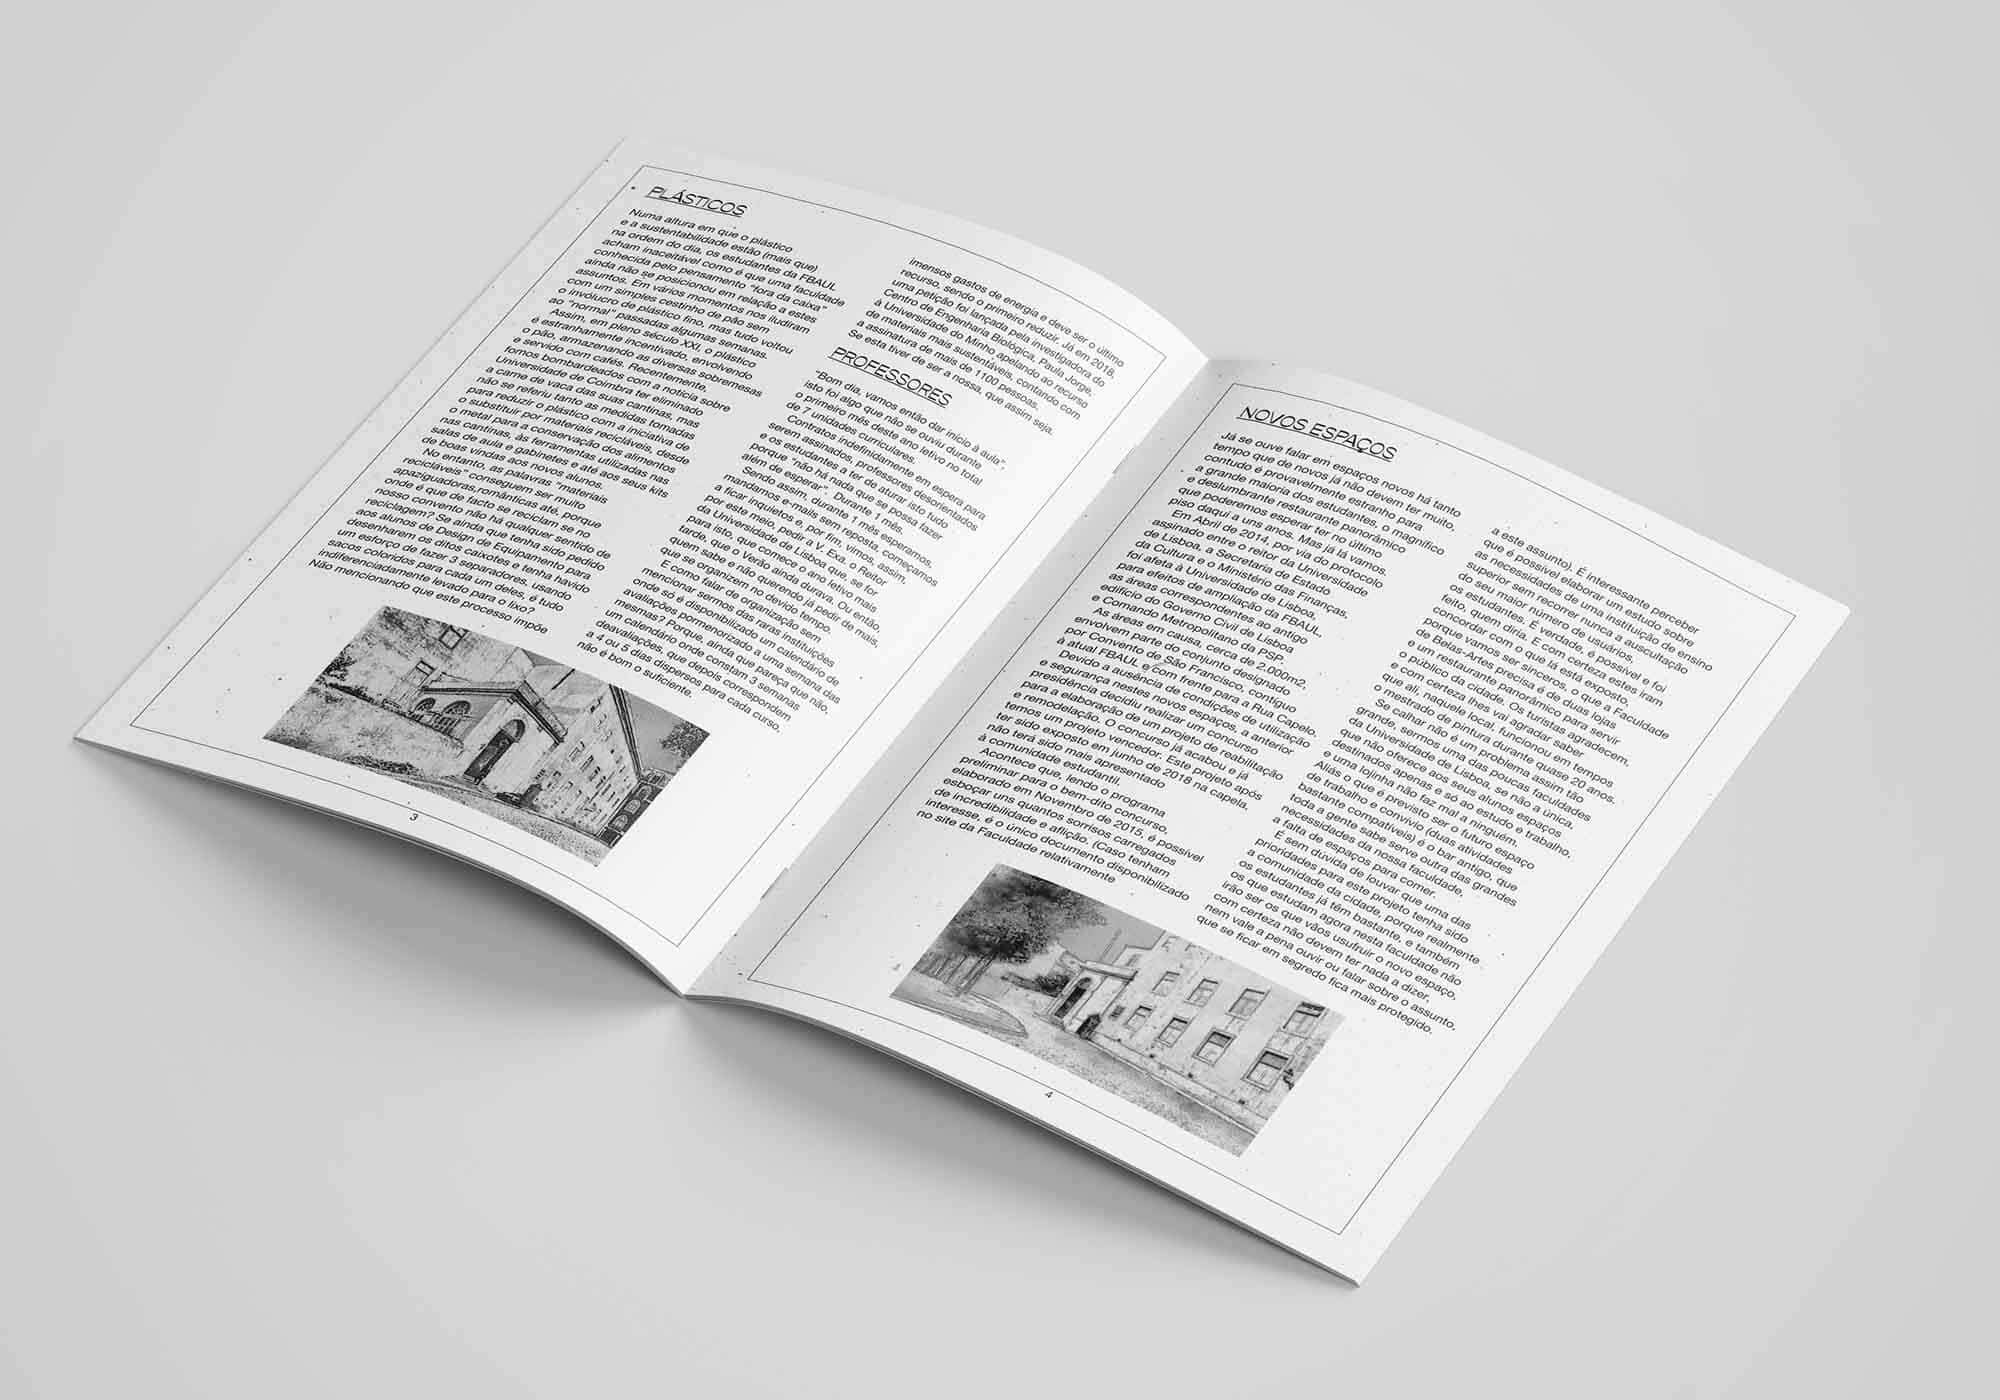 PLÁSTICOS
Numa altura em que o plástico
e a sustentabilidade estão (mais que)
na ordem do dia, os estudantes da FBAUL
acham inaceitável como é que uma faculdade
conhecida pelo pensamento "fora da caixa"
ainda não se posicionou em relação a estes
assuntos. Em vários momentos nos iludiram
com um simples cestinho de pão sem
o invólucro de plástico fino, mas tudo voltou
ao "normal" passadas algumas semanas.
Assim, em pleno século XXI, o plástico
é estranhamente incentivado, envolvendo
o pão, armazenando as diversas sobremesas
e servido com cafés. Recentemente,
fomos bombardeados com a notícia sobre
Universidade de Coimbra ter eliminado
a carne de vaca das suas cantinas, mas
não se referiu tanto as medidas tomadas
para reduzir o plástico com a iniciativa de
o substituir por materiais recicláveis, desde
o metal para a conservação dos alimentos
nas cantinas, às ferramentas utilizadas nas
salas de aula e gabinetes e até aos seus kits
de boas vindas aos novos alunos.
No entanto, as palavras "materiais
recicláveis" conseguem ser muito
apaziguadoras,românticas até, porque
onde é que de facto se reciclam se no
nosso convento não há qualquer sentido de
reciclagem? Se ainda que tenha sido pedido
aos alunos de Design de Equipamento para
desenharem os ditos caixotes e tenha havido
um esforço de fazer 3 separadores, usando
sacos coloridos para cada um deles, é tudo
indiferenciadamente levado para o lixo?
Não mencionando que este processo impõe
imensos gastos de energia e deve ser o último
recurso, sendo o primeiro reduzir. Já em 2018,
uma petição foi lançada pela investigadora do
Centro de Engenharia Biológica, Paula Jorge,
à Universidade do Minho apelando ao recurso
de materiais mais sustentáveis, contando com
a assinatura de mais de 1100 pessoas.
Se esta tiver de ser a nossa, que assim seja.
PROFESSORES
"Bom dia, vamos então dar início à aula",
isto foi algo que não se ouviu durante
o primeiro mês deste ano letivo no total
de 7 unidades curriculares.
Contratos indefinidamente em espera para
serem assinados, professores desorientados
e os estudantes a ter de aturar isto tudo
porque "não há nada que se possa fazer
além de esperar". Durante 1 mês.
Sendo assim, durante 1 mês esperamos,
mandamos e-mails sem resposta, começamos
a ficar inquietos e, por fim, vimos, assim,
por este meio, pedir a V. Exa. o Reitor
da Universidade de Lisboa que, se for
para isto, que comece o ano letivo mais
tarde, que o Verão ainda durava. Ou então,
quem sabe e não querendo já pedir de mais,
que se organizem no devido tempo.
E como falar de organização sem
mencionar sermos das raras instituições
onde só é disponibilizado um calendário de
avaliações pormenorizado a uma semana das
mesmas? Porque, ainda que pareça que não,
um calendário onde constam 3 semanas
deavaliações, que depois correspondem
a 4 ou 5 dias dispersos para cada curso,
não é bom o suficiente.
3
NOVOS ESPAÇOS
Já se ouve falar em espaços novos há tanto
tempo que de novos já não devem ter muito,
contudo é provavelmente estranho para
a grande maioria dos estudantes, o magnífico
e deslumbrante restaurante panorâmico
que poderemos esperar ter no último
piso daqui a uns anos. Mas já lá vamos.
Em Abril de 2014, por via do protocolo
assinado entre o reitor da Universidade
de Lisboa, a Secretaria de Estado
da Cultura e o Ministério das Finanças,
foi afeta à Universidade de Lisboa,
para efeitos de ampliação da FBAUL,
as áreas correspondentes ao antigo
edifício do Governo Civil de Lisboa
e Comando Metropolitano da PSP.
As áreas em causa, cerca de 2.000m2,
envolvem parte do conjunto designado
por Convento de São Francisco, contíguo
à atual FBAUL e com frente para a Rua Capelo.
Devido a ausência de condições de utilização
e segurança nestes novos espaços, a anterior
presidência decidiu realizar um concurso
para a elaboração de um projeto de reabilitação
e remodelação. O concurso já acabou e já
temos um projeto vencedor. Este projeto após
ter sido exposto em junho de 2018 na capela,
não terá sido mais apresentado
à comunidade estudantil.
Acontece que, lendo o programa
preliminar para o bem-dito concurso,
elaborado em Novembro de 2015, é possível
esboçar uns quantos sorrisos carregados
de incredibilidade e aflição. (Caso tenham
interesse, é o único documento disponibilizado
no site da Faculdade relativamente
a este assunto). É interessante perceber
que é possível elaborar um estudo sobre
as necessidades de uma instituição de ensino
superior sem recorrer nunca a auscultação
do seu maior número de usuários,
os estudantes. É verdade, é possível e foi
feito, quem diria. E com certeza estes iram
concordar com o que lá está exposto,
porque vamos ser sinceros, o que a Faculdade
de Belas-Artes precisa é de duas lojas
e um restaurante panorâmico para servir
o público da cidade. Os turistas agradecem,
e com certeza lhes vai agradar saber
que ali, naquele local, funcionou em tempos
o mestrado de pintura durante quase 20 anos.
Se calhar não é um problema assim tão
grande, sermos uma das poucas faculdades
da Universidade de Lisboa, se não a única,
que não oferece aos seus alunos espaços
destinados apenas e só ao estudo e trabalho,
e uma lojinha não faz mal a ninguém.
Aliás o que é previsto ser o futuro espaço
de trabalho e convívio (duas atividades
bastante compatíveis) é o bar antigo, que
toda a gente sabe serve outra das grandes
necessidades da nossa faculdade,
a falta de espaços para comer.
É sem dúvida de louvar que uma das
prioridades para este projeto tenha sido
a comunidade da cidade, porque realmente
os estudantes já têm bastante, e também
os que estudam agora nesta faculdade não
irão ser os que vãos usufruir o novo espaço,
com certeza não devem ter nada a dizer,
nem vale a pena ouvir ou falar sobre o assunto,
que se ficar em segredo fica mais protegido.
4